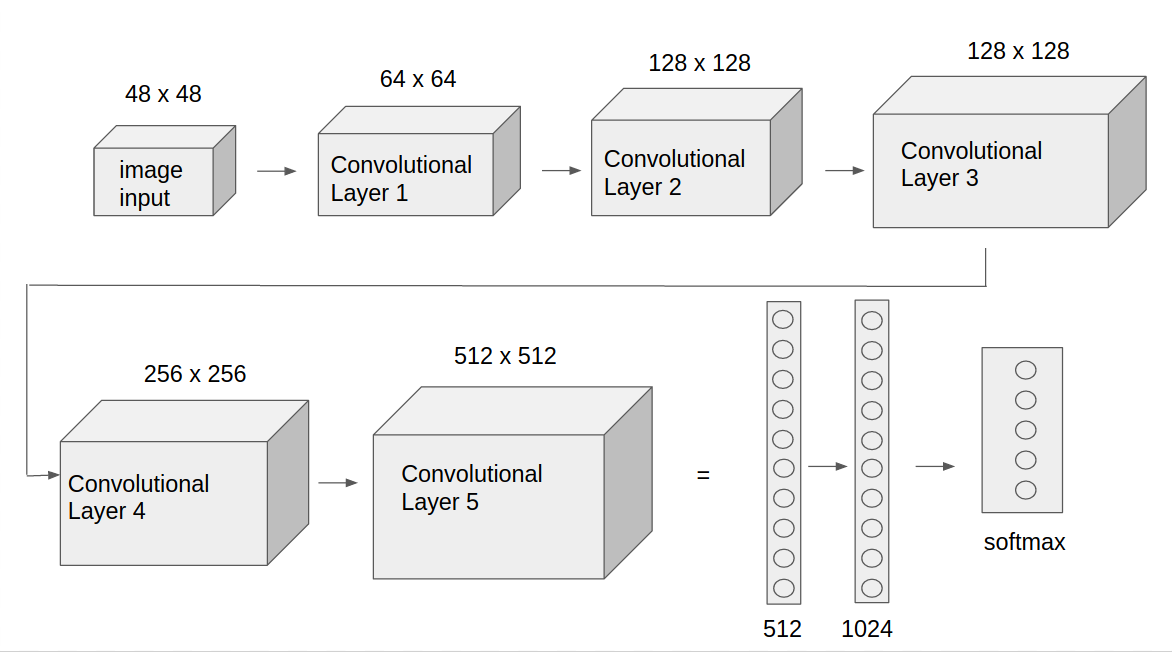 48 x 48
64 x 64
128 x 128
128 x 128
image
input
Convolutional
Layer 1
Convolutional
Layer 2
Convolutional
Layer 3
256 x 256
512 x 512
Convolutional
Layer 4
Convolutional
Layer 5
=
512
1024
softmax